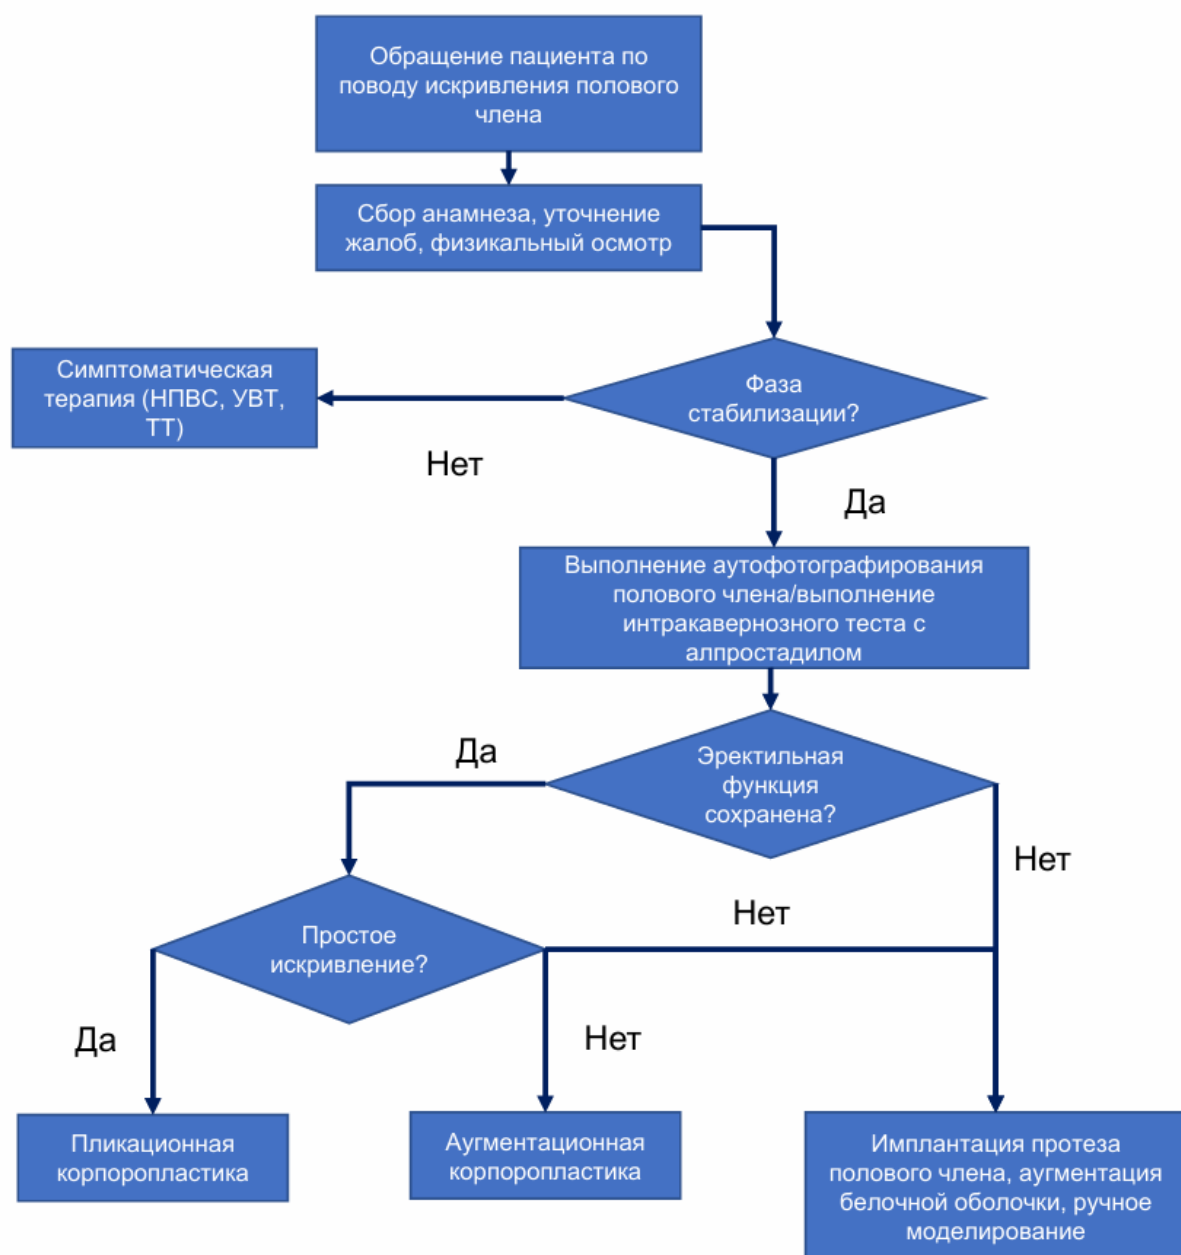 Обращение пациента по
поводу искривления полового
члена
Сбор анамнеза, уточнение
жалоб, физикальный осмотр
Симптоматическая
терапия (НПВС, УВТ,
ТТ)
Фаза
стабилизации?
Нет
Да
Выполнение аутофотографирования
полового члена/выполнение
интракавернозного теста с
алпростадилом
Да
Эректильная
функция
сохранена?
Нет
Нет
Простое
искривление?
Да
Нет
Пликационная
корпоропластика
Аугментационная
корпоропластика
Имплантация протеза
полового члена, аугментация
белочной оболочки, ручное
моделирование